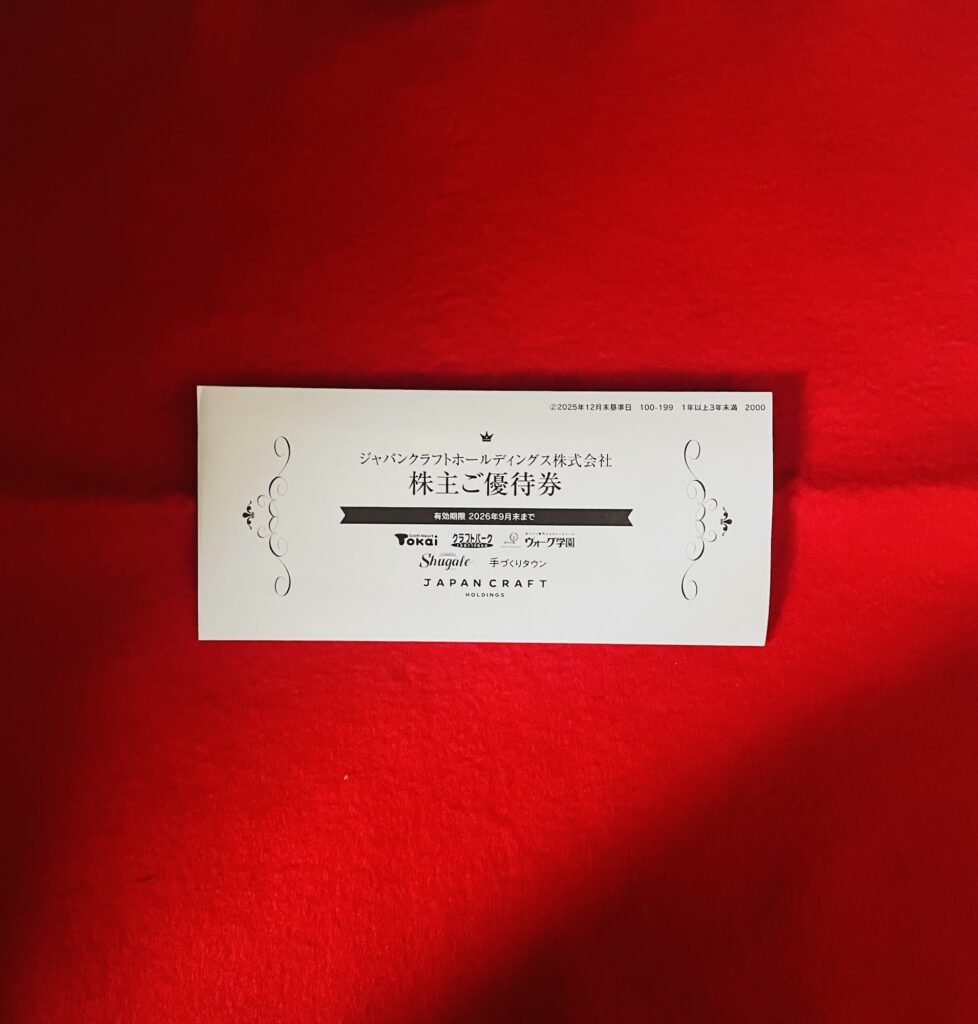 ②2025年12月末基準日 100-199 1年以上3年未満 2000
ジャパンクラフトホールディングス株式会社
株主ご優待券
有効期限 2026年9月末まで
Craft Heart Tokai クラフトパーク CRAFTPARK ヴォーグ学園
Shugale 手づくりタウン
JAPAN CRAFT
HOLDINGS